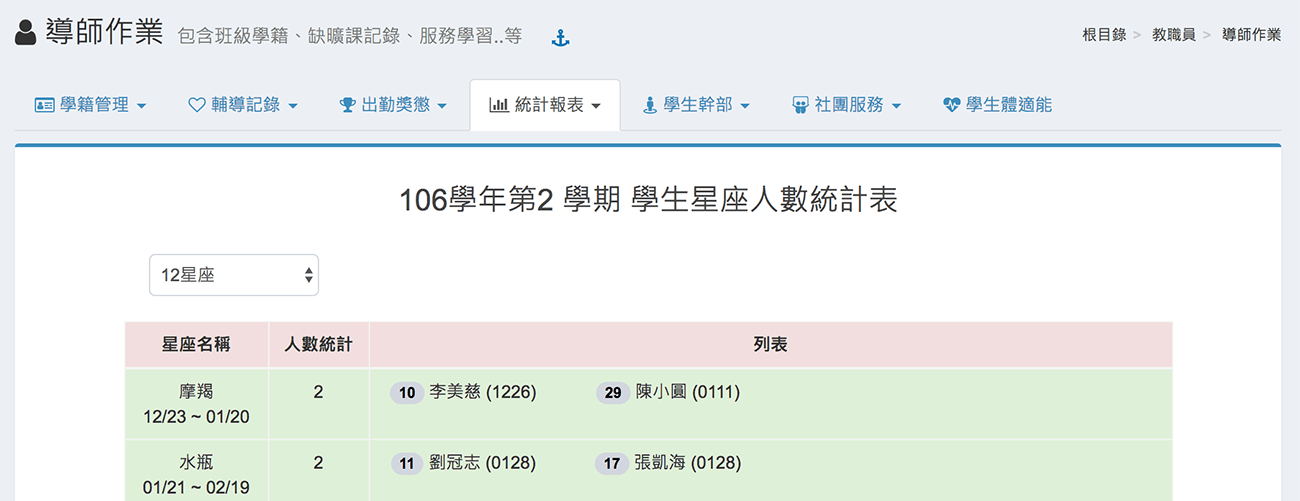 導師作業 包含班級學籍、缺曠課記錄、服務學習..等
根目錄 > 教職員 > 導師作業
學籍管理 輔導記錄 出勤獎懲 統計報表 學生幹部 社團服務 學生體適能
106學年第2 學期 學生星座人數統計表
12星座
星座名稱 人數統計 列表
摩羯
12/23 ~ 01/20
2
10 李美慈 (1226) 29 陳小圓 (0111)
水瓶
01/21 ~ 02/19
2
11 劉冠志 (0128) 17 張凱海 (0128)